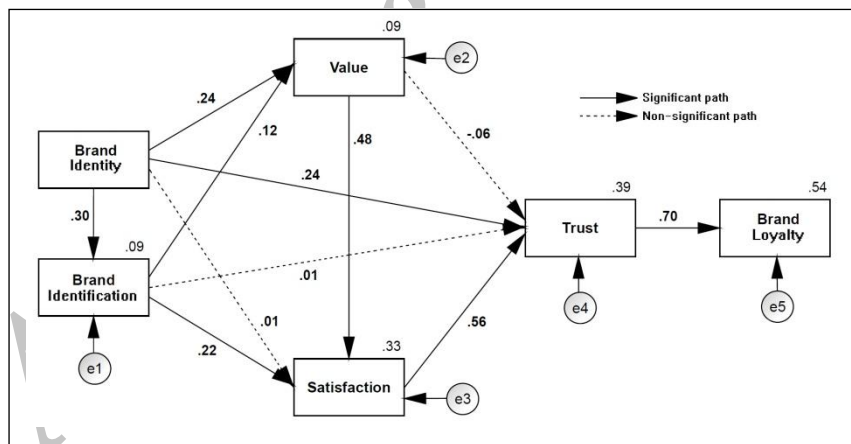 .09
Value
e2
.24
.12
.48
-.06
Significant path
Non-significant path
Brand
Identity
.24
.39
.54
.30
.09
Trust
.70
Brand
Loyalty
Brand
Identification
.01
.01
.22
.56
e4
e5
.33
e1
Satisfaction
e3